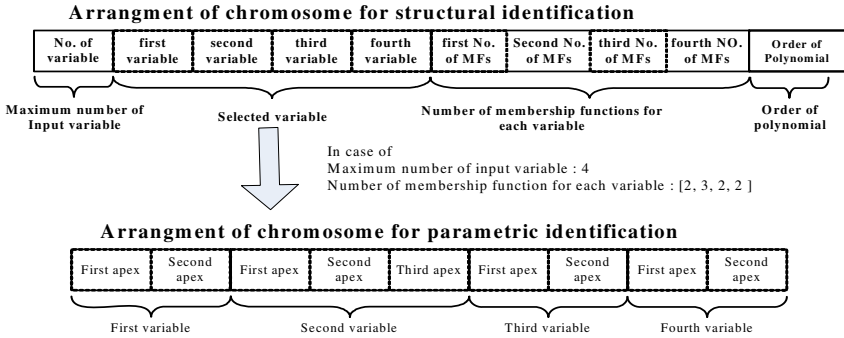 Arrangment of chromosome for structural identification
No. of variable
first variable
second variable
third variable
fourth variable
first No. of MFs
Second No. of MFs
third No. of MFs
fourth NO. of MFs
Order of Polynomial
Maximum number of Input variable
Selected variable
Number of membership functions for each variable
Order of polynomial
In case of
Maximum number of input variable : 4
Number of membership function for each variable : [2, 3, 2, 2 ]
Arrangment of chromosome for parametric identification
First apex
Second apex
First apex
Second apex
Third apex
First apex
Second apex
First apex
Second apex
First variable
Second variable
Third variable
Fourth variable